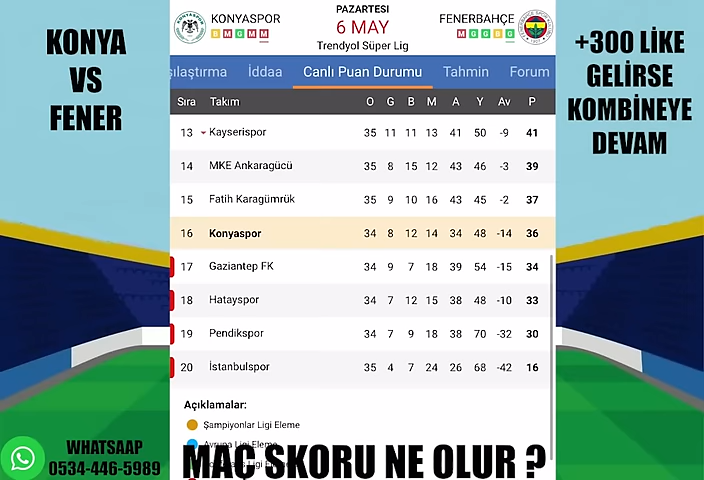 KONYA
VS
FENER
KONYASPOR
B M G M M
PAZARTESİ
6 MAY
Trendyol Süper Lig
FENERBAHÇE
M G G B G
+300 LİKE
GELİRSE
KOMBİNEYE
DEVAM
şılaştırma İddaa Canlı Puan Durumu Tahmin Forum
Sıra Takım O G B M A Y Av P
13 Kayserispor 35 11 11 13 41 50 -9 41
14 MKE Ankaragücü 35 8 15 12 43 46 -3 39
15 Fatih Karagümrük 35 9 10 16 43 45 -2 37
16 Konyaspor 34 8 12 14 34 48 -14 36
17 Gaziantep FK 34 9 7 18 39 54 -15 34
18 Hatayspor 34 7 12 15 38 48 -10 33
19 Pendikspor 34 7 9 18 38 70 -32 30
20 İstanbulspor 35 4 7 24 26 68 -42 16
Açıklamalar:
Şampiyonlar Ligi Eleme
Avrupa Ligi Eleme
Ligi Eleme
WHATSAAP
0534-446-5989
MAÇ SKORU NE OLUR ?